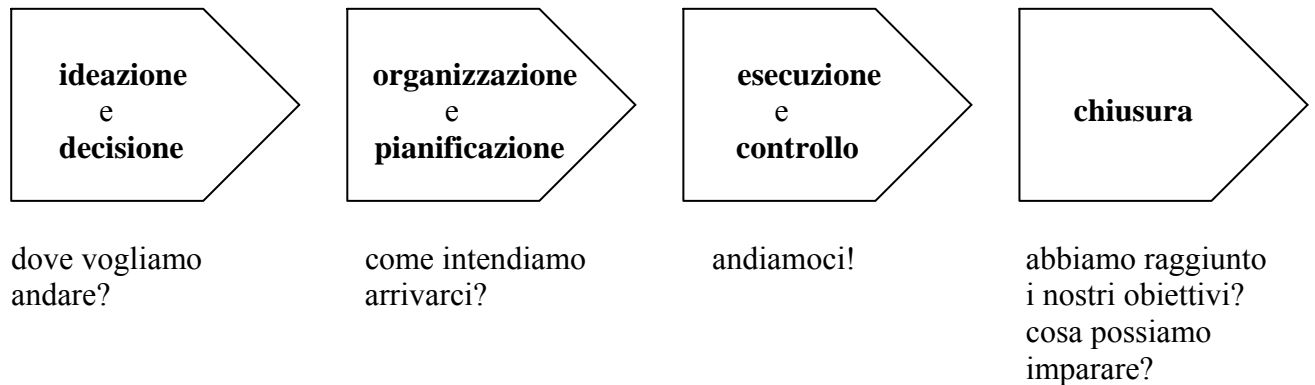 ideazione
e
decisione
organizzazione
e
pianificazione
esecuzione
e
controllo
chiusura
dove vogliamo
andare?
come intendiamo
arrivarci?
andiamoci!
abbiamo raggiunto
i nostri obiettivi?
cosa possiamo
imparare?